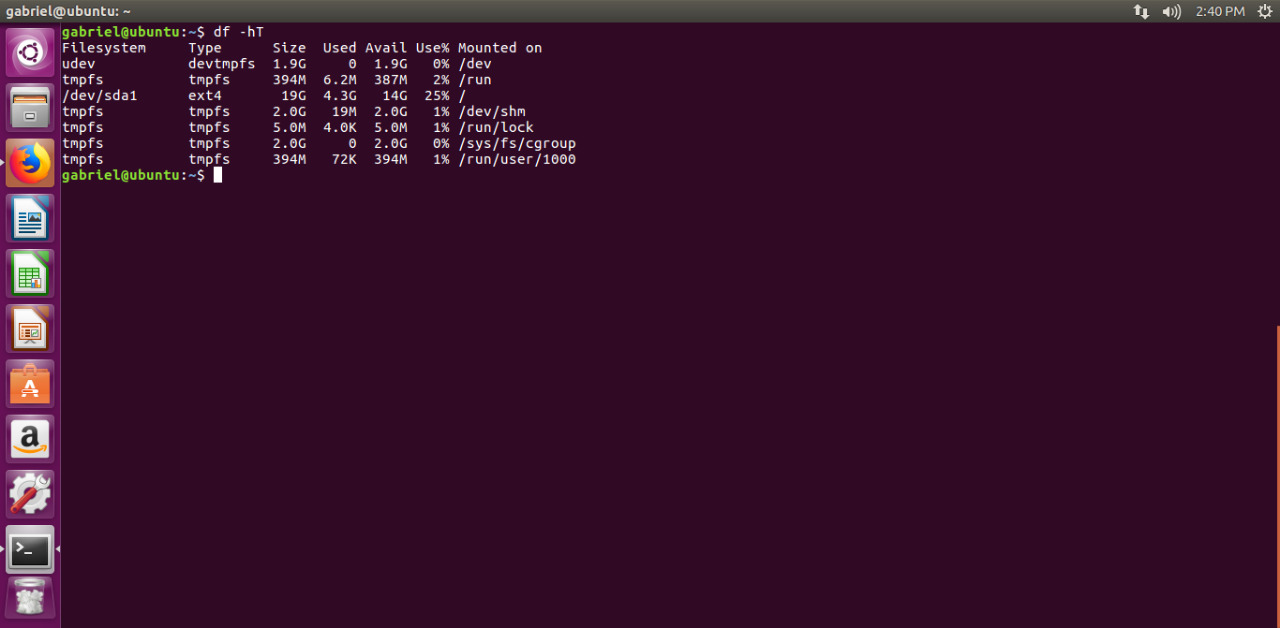 gabriel@ubuntu: ~
2:40 PM
gabriel@ubuntu:~$ df -hT
Filesystem     Type      Size  Used Avail Use% Mounted on
udev           devtmpfs  1.9G     0  1.9G   0% /dev
tmpfs          tmpfs     394M  6.2M  387M   2% /run
/dev/sda1      ext4       19G  4.3G   14G  25% /
tmpfs          tmpfs     2.0G   19M  2.0G   1% /dev/shm
tmpfs          tmpfs     5.0M  4.0K  5.0M   1% /run/lock
tmpfs          tmpfs     2.0G     0  2.0G   0% /sys/fs/cgroup
tmpfs          tmpfs     394M   72K  394M   1% /run/user/1000
gabriel@ubuntu:~$